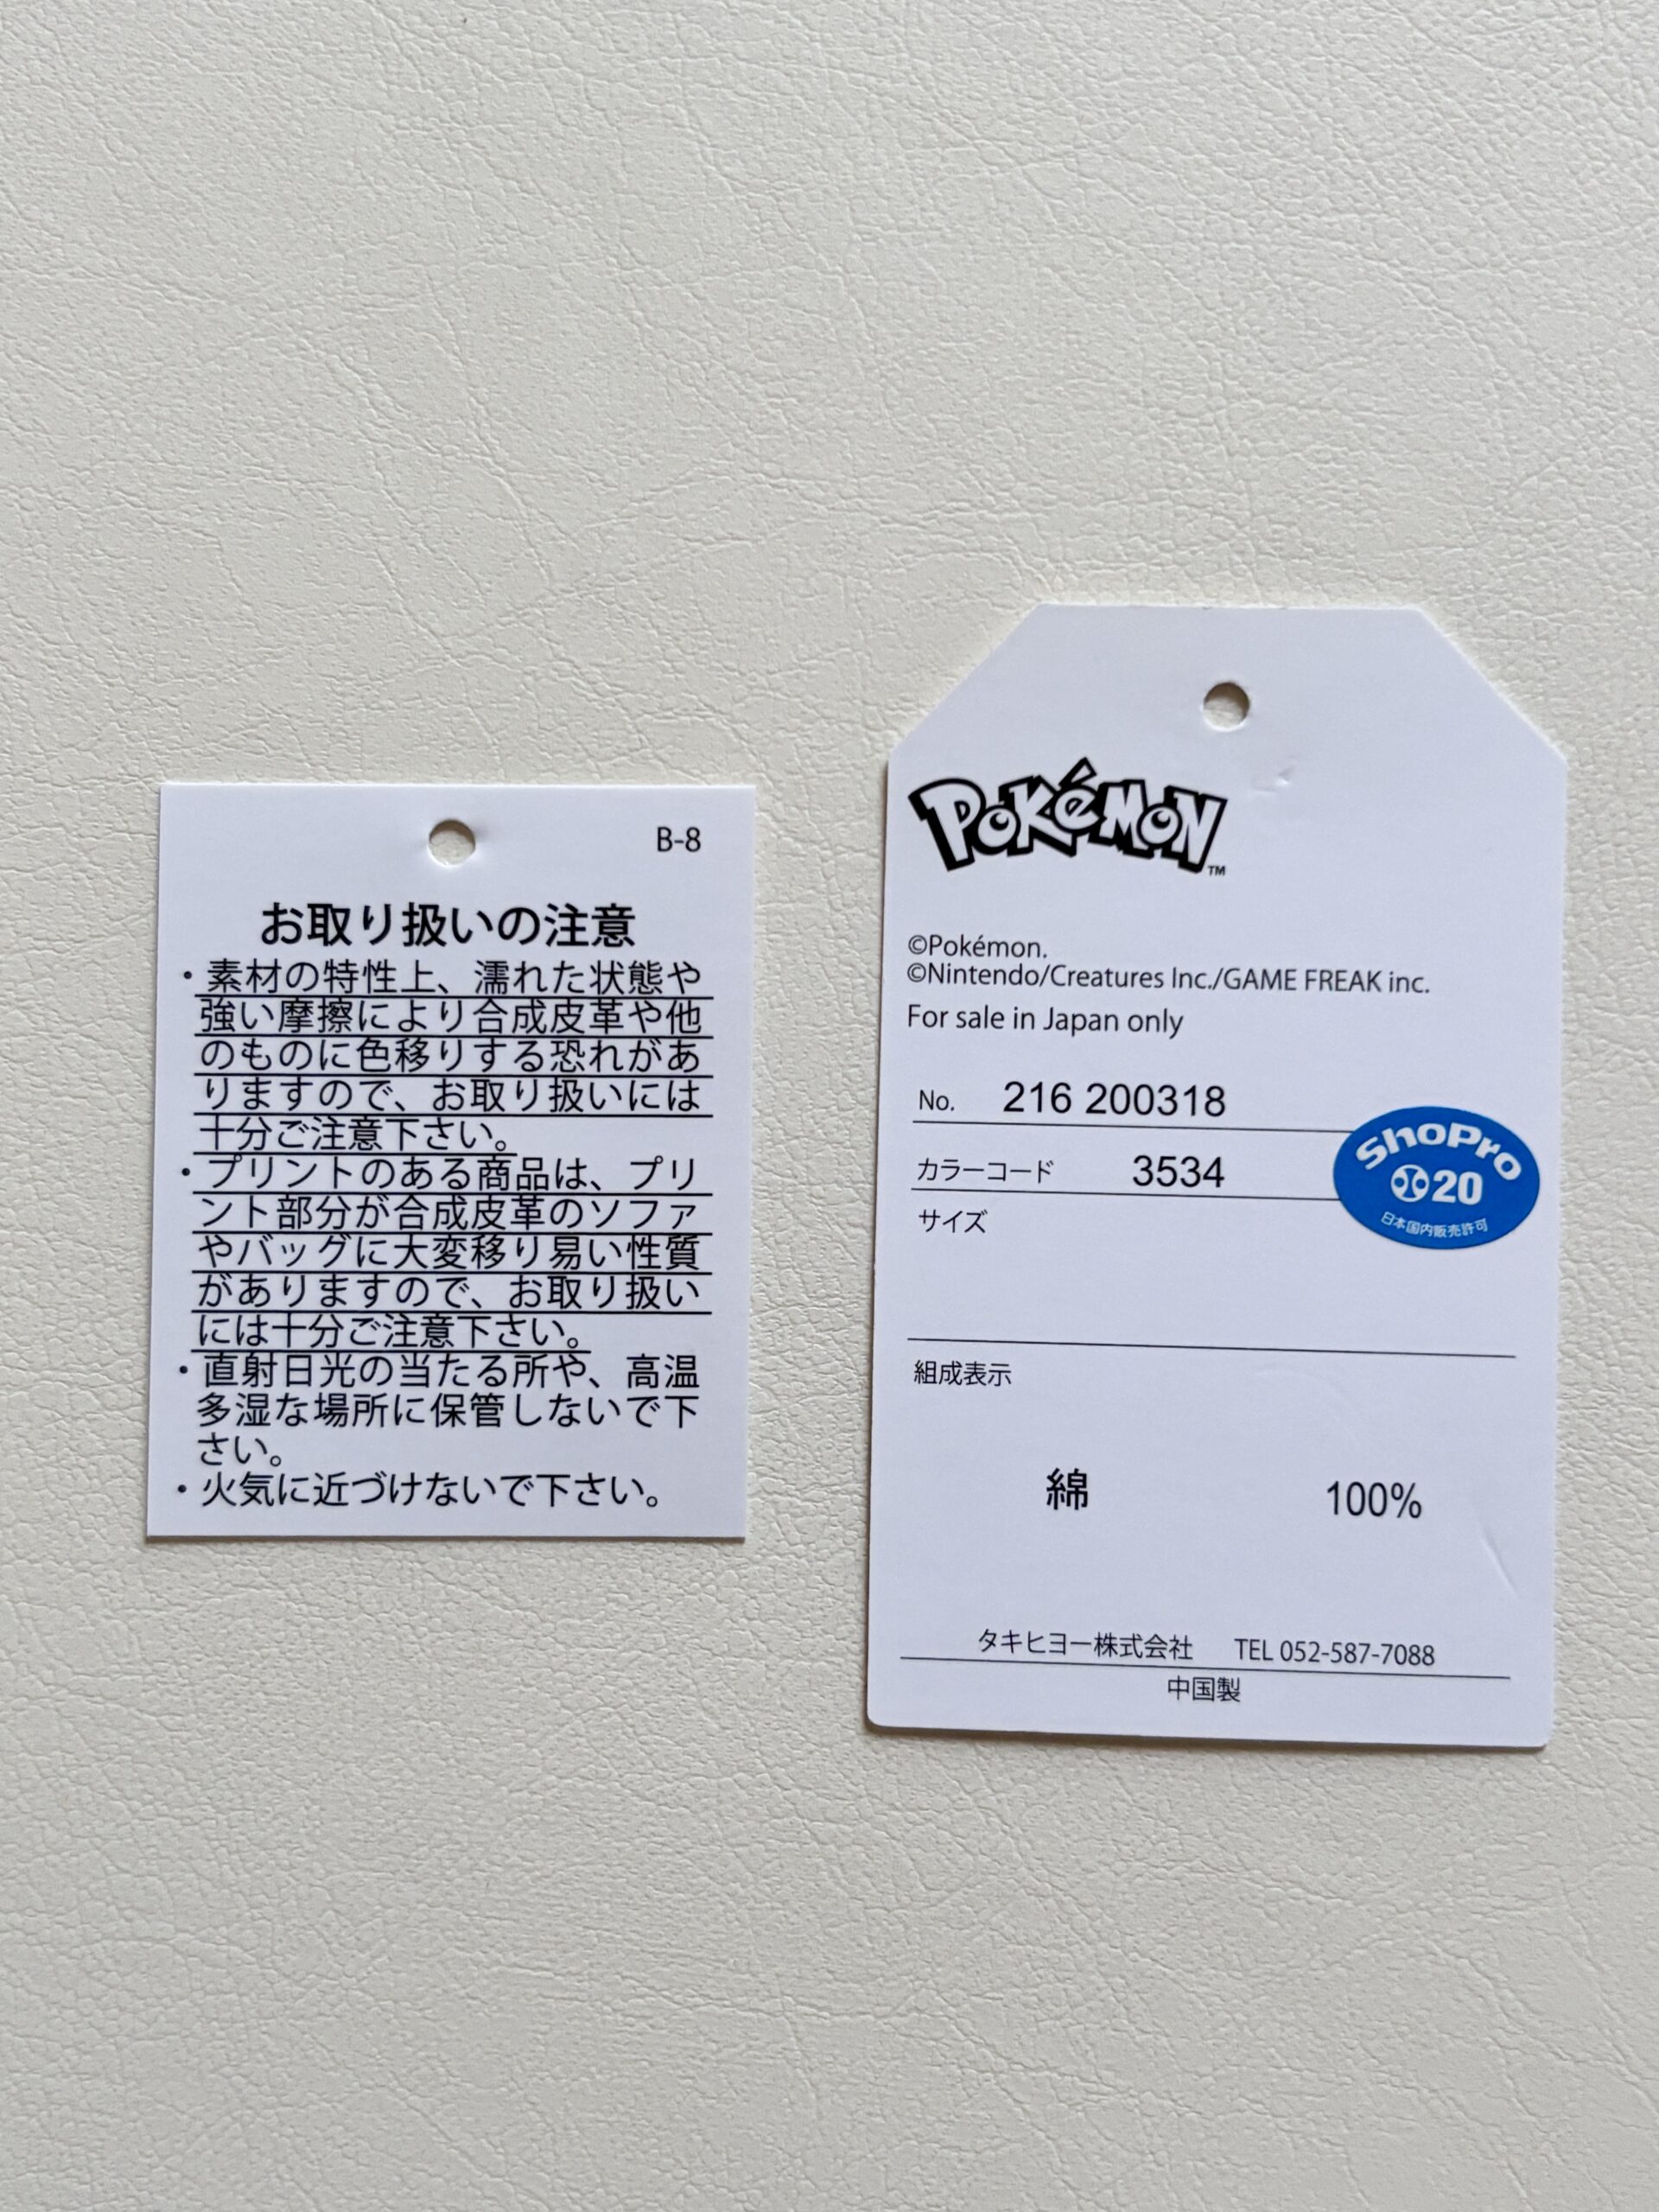 B-8
お取り扱いの注意
・素材の特性上、濡れた状態や
強い摩擦により合成皮革や他
のものに色移りする恐れがあ
りますので、お取り扱いには
十分ご注意下さい。
・プリントのある商品は、プリ
ント部分が合成皮革のソファ
やバッグに大変移り易い性質
がありますので、お取り扱い
には十分ご注意下さい。
・直射日光の当たる所や、高温
多湿な場所に保管しないで下
さい。
・火気に近づけないで下さい。
POKéMON™
©Pokémon.
©Nintendo/Creatures Inc./GAME FREAK inc.
For sale in Japan only
No. 216 200318
カラーコード 3534
サイズ
ShoPro
20
日本国内販売許可
組成表示
綿 100%
タキヒヨー株式会社 TEL 052-587-7088
中国製